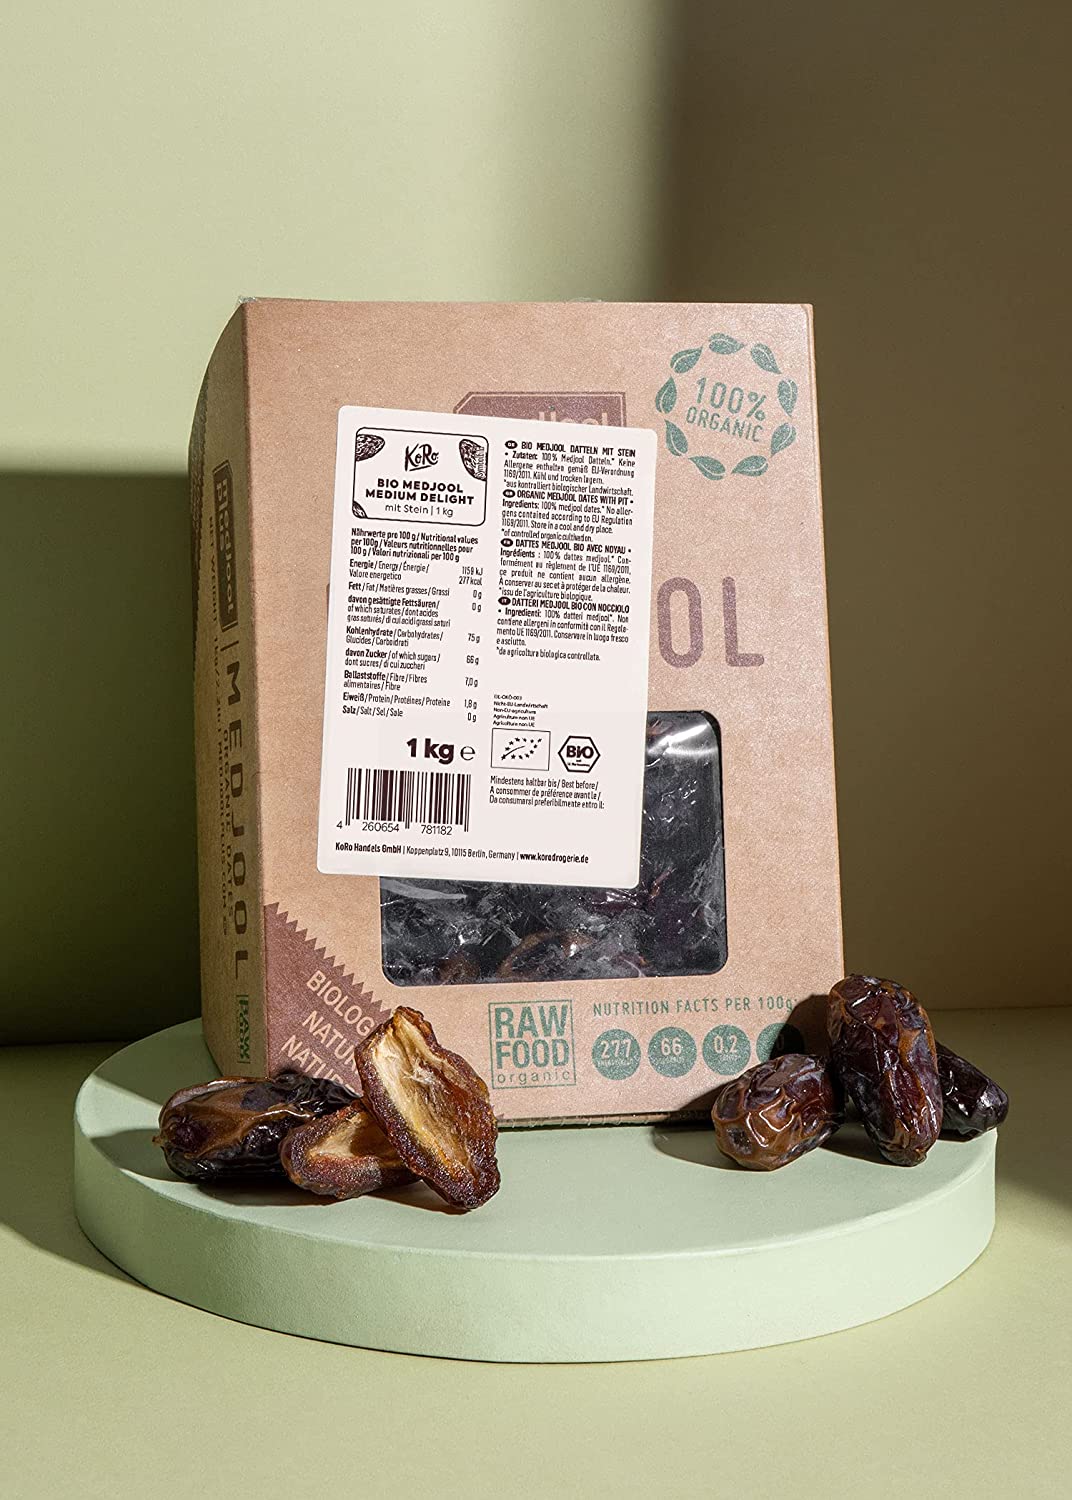 100%
ORGANIC
KoRo
BIO MEDJOOL
MEDIUM DELIGHT
mit Stein | 1 kg
Nährwerte pro 100 g / Nutritional values
per 100g / Valeurs nutritionnelles pour
100 g / Valori nutrizionali per 100 g
Energie / Energy / Énergie / 1159 kJ
Valore energetico 277 kcal
Fett / Fat / Matières grasses / Grassi 0 g
davon gesättigte Fettsäuren / 0 g
of which saturates / dont acides
gras saturés / di cui acidi grassi saturi
Kohlenhydrate / Carbohydrates / 75 g
Glucides / Carboidrati
davon Zucker / of which sugars / 66 g
dont sucres / di cui zuccheri
Ballaststoffe / Fibre / Fibres 7,0 g
alimentaires / Fibre
Eiweiß / Protein / Protéines / Proteine 1,8 g
Salz / Salt / Sel / Sale 0 g
1 kg e
4 260654 781182
KoRo Handels GmbH | Koppenplatz 9, 10115 Berlin, Germany | www.korodrogerie.de
DE BIO MEDJOOL DATTELN MIT STEIN
• Zutaten: 100% Medjool Datteln.* Keine
Allergene enthalten gemäß EU-Verordnung
1169/2011. Kühl und trocken lagern.
*aus kontrolliert biologischer Landwirtschaft.
ORGANIC MEDJOOL DATES WITH PIT •
Ingredients: 100% medjool dates.* No aller-
gens contained according to EU Regulation
1169/2011. Store in a cool and dry place.
*of controlled organic cultivation.
DATTES MEDJOOL BIO AVEC NOYAU •
Ingrédients : 100 % dattes medjool.* Con-
formément au règlement de l'UE 1169/2011,
ce produit ne contient aucun allergène.
À conserver au sec et à protéger de la chaleur.
*issu de l'agriculture biologique.
DATTERI MEDJOOL BIO CON NOCCIOLO
• Ingredienti: 100% datteri medjool*. Non
contiene allergeni in conformità con il Regola-
mento UE 1169/2011. Conservare in luogo fresco
e asciutto.
*da agricoltura biologica controllata.
Nicht-EU-Landwirtschaft
Non-EU-agriculture
Agriculture non UE
Agricoltura non UE
BIO
Mindestens haltbar bis / Best before /
A consommer de préférence avant le /
Da consumarsi preferibilmente entro il:
OL
medjool
MEDJOOL
ORGANIC DATES
BIOLOG
NATU
NATU
RAW
FOOD
organic
NUTRITION FACTS PER 100g
277
66
0.2